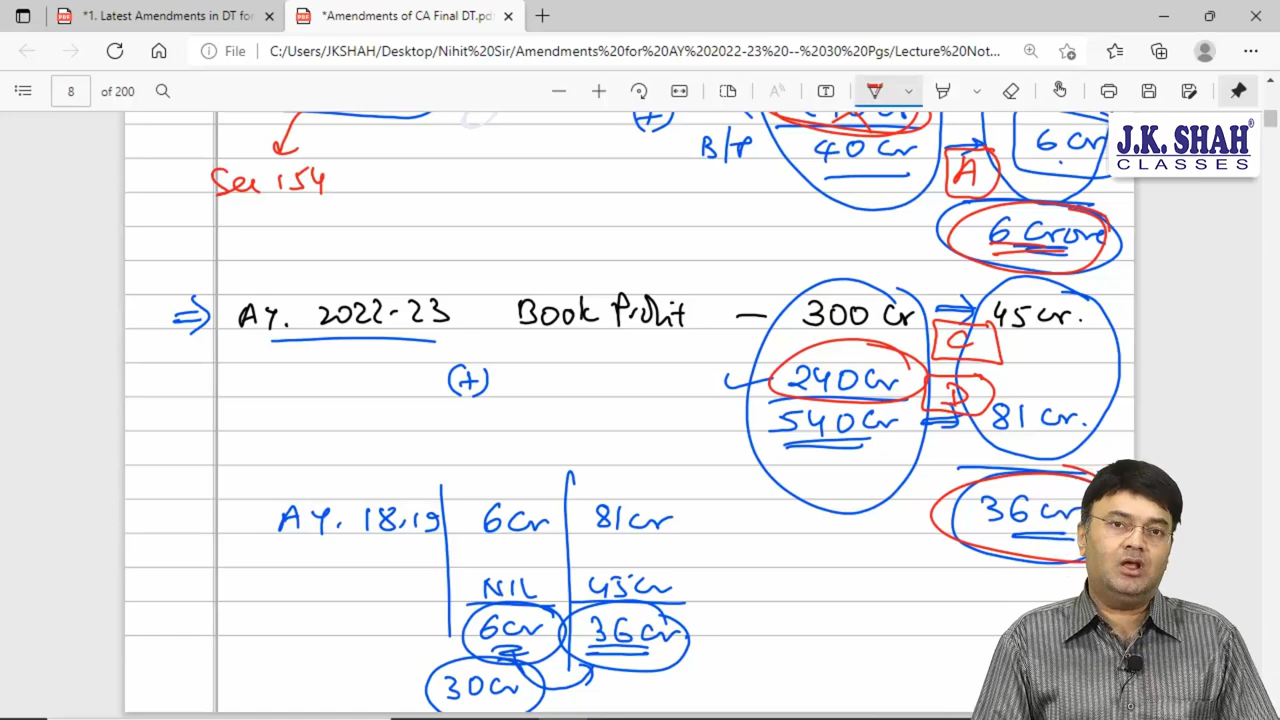 *1. Latest Amendments in DT for
*Amendments of CA Final DT.pdf
File C:/Users/JKSHAH/Desktop/Nihit%20Sir/Amendments%20for%20AY%202022-23%20--%2030%20Pgs/Lecture%20Not...
8 of 200
J.K. SHAH®
CLASSES
(+)
B/P 40 Cr A 6 Cr
Sec 154
6 Crore
⇒ AY. 2022-23 Book Profit — 300 Cr ⇒ 45 Cr.
C
(+) 240 Cr
D
540 Cr ⇒ 81 Cr.
36 Cr
AY. 18.19 6 Cr 81 Cr
NIL 45 Cr
6 Cr 36 Cr.
30 Cr